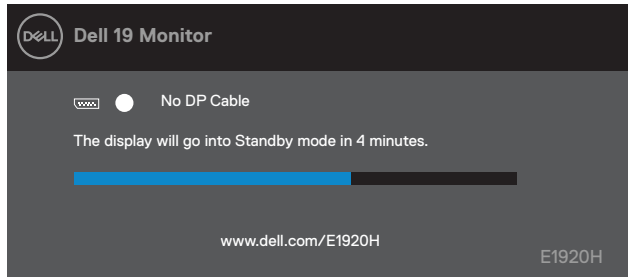 DELL
Dell 19 Monitor
No DP Cable
The display will go into Standby mode in 4 minutes.
www.dell.com/E1920H
E1920H